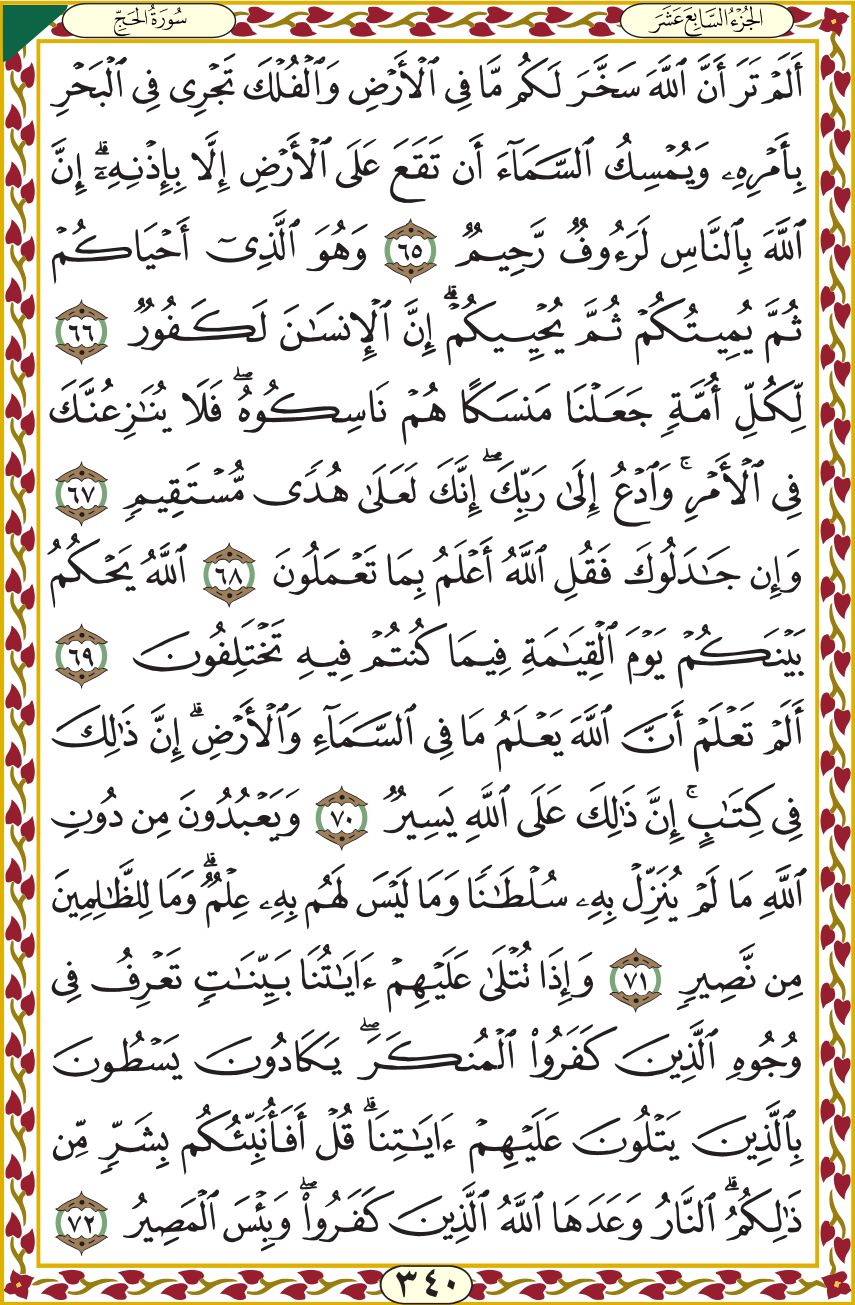 الجُزْءُ السَّابِعَ عَشَرَ
سُورَةُ الحَجِّ
أَلَمْ تَرَ أَنَّ ٱللَّهَ سَخَّرَ لَكُم مَّا فِى ٱلْأَرْضِ وَٱلْفُلْكَ تَجْرِى فِى ٱلْبَحْرِ
بِأَمْرِهِۦ وَيُمْسِكُ ٱلسَّمَآءَ أَن تَقَعَ عَلَى ٱلْأَرْضِ إِلَّا بِإِذْنِهِۦٓ ۗ إِنَّ
ٱللَّهَ بِٱلنَّاسِ لَرَءُوفٌ رَّحِيمٌ ٦٥ وَهُوَ ٱلَّذِىٓ أَحْيَاكُمْ
ثُمَّ يُمِيتُكُمْ ثُمَّ يُحْيِيكُمْ ۗ إِنَّ ٱلْإِنسَـٰنَ لَكَفُورٌ ٦٦
لِّكُلِّ أُمَّةٍ جَعَلْنَا مَنسَكًا هُمْ نَاسِكُوهُ ۖ فَلَا يُنَـٰزِعُنَّكَ
فِى ٱلْأَمْرِ ۚ وَٱدْعُ إِلَىٰ رَبِّكَ ۖ إِنَّكَ لَعَلَىٰ هُدًى مُّسْتَقِيمٍ ٦٧
وَإِن جَـٰدَلُوكَ فَقُلِ ٱللَّهُ أَعْلَمُ بِمَا تَعْمَلُونَ ٦٨ ٱللَّهُ يَحْكُمُ
بَيْنَكُمْ يَوْمَ ٱلْقِيَـٰمَةِ فِيمَا كُنتُمْ فِيهِ تَخْتَلِفُونَ ٦٩
أَلَمْ تَعْلَمْ أَنَّ ٱللَّهَ يَعْلَمُ مَا فِى ٱلسَّمَآءِ وَٱلْأَرْضِ ۗ إِنَّ ذَٰلِكَ
فِى كِتَـٰبٍ ۚ إِنَّ ذَٰلِكَ عَلَى ٱللَّهِ يَسِيرٌ ٧٠ وَيَعْبُدُونَ مِن دُونِ
ٱللَّهِ مَا لَمْ يُنَزِّلْ بِهِۦ سُلْطَـٰنًا وَمَا لَيْسَ لَهُم بِهِۦ عِلْمٌ ۗ وَمَا لِلظَّـٰلِمِينَ
مِن نَّصِيرٍ ٧١ وَإِذَا تُتْلَىٰ عَلَيْهِمْ ءَايَـٰتُنَا بَيِّنَـٰتٍ تَعْرِفُ فِى
وُجُوهِ ٱلَّذِينَ كَفَرُوا۟ ٱلْمُنكَرَ ۖ يَكَادُونَ يَسْطُونَ
بِٱلَّذِينَ يَتْلُونَ عَلَيْهِمْ ءَايَـٰتِنَا ۗ قُلْ أَفَأُنَبِّئُكُم بِشَرٍّ مِّن
ذَٰلِكُمُ ۗ ٱلنَّارُ وَعَدَهَا ٱللَّهُ ٱلَّذِينَ كَفَرُوا۟ ۖ وَبِئْسَ ٱلْمَصِيرُ ٧٢
٣٤٠